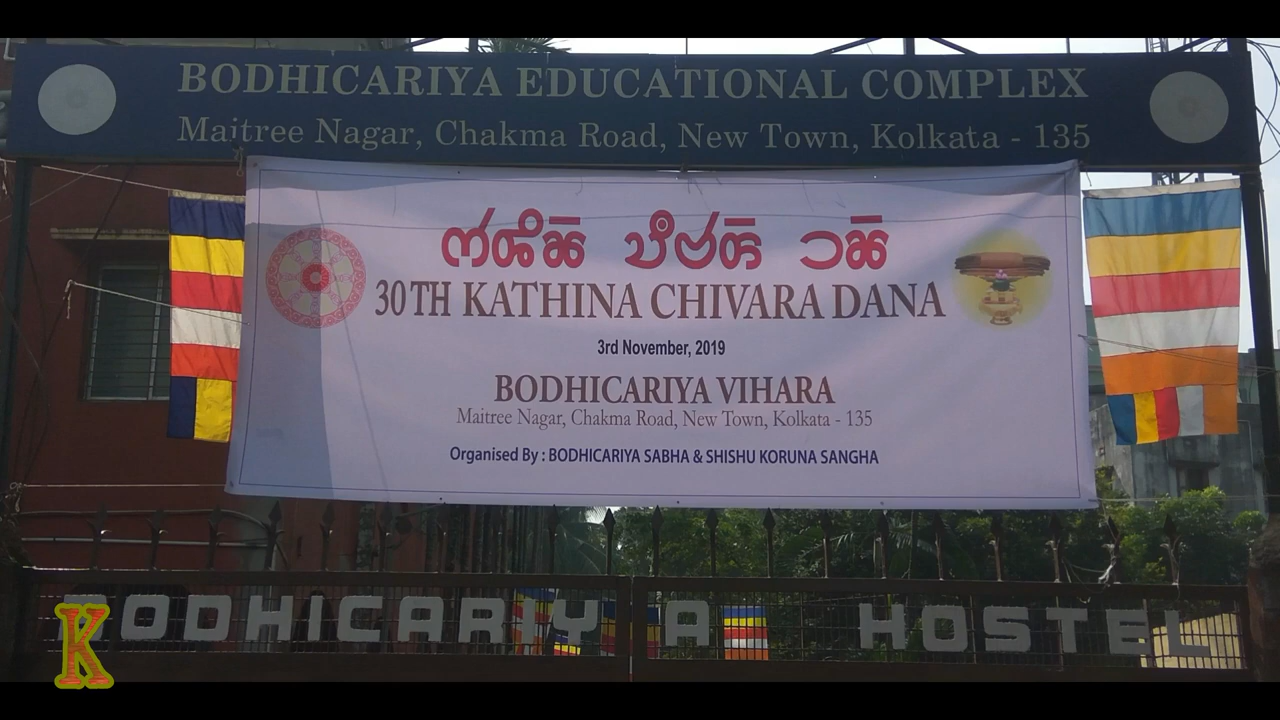 BODHICARIYA EDUCATIONAL COMPLEX
Maitree Nagar, Chakma Road, New Town, Kolkata - 135
30TH KATHINA CHIVARA DANA
3rd November, 2019
BODHICARIYA VIHARA
Maitree Nagar, Chakma Road, New Town, Kolkata - 135
Organised By : BODHICARIYA SABHA & SHISHU KORUNA SANGHA
BODHICARIYA HOSTEL
K